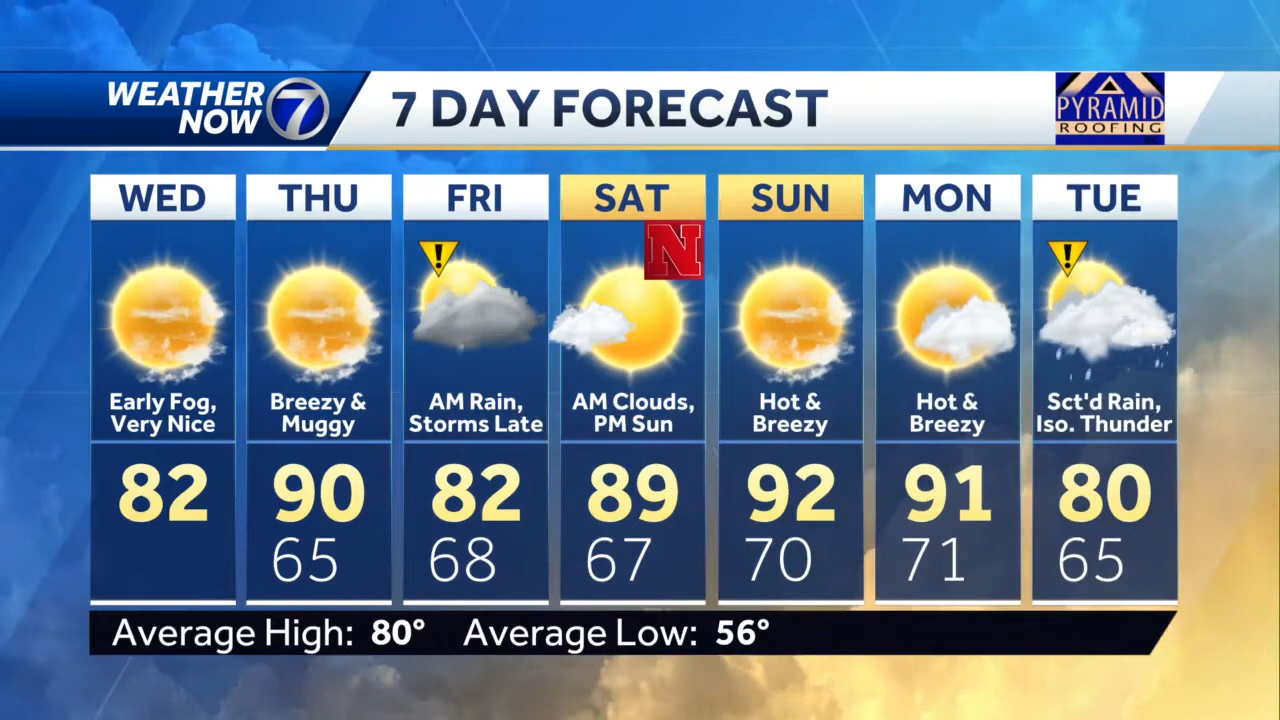 WEATHER
NOW
7
7 DAY FORECAST
PYRAMID
ROOFING
WED
THU
FRI
SAT
SUN
MON
TUE
!
N
!
Early Fog,
Very Nice
Breezy &
Muggy
AM Rain,
Storms Late
AM Clouds,
PM Sun
Hot &
Breezy
Hot &
Breezy
Sct'd Rain,
Iso. Thunder
82
90
82
89
92
91
80
65
68
67
70
71
65
Average High: 80° Average Low: 56°